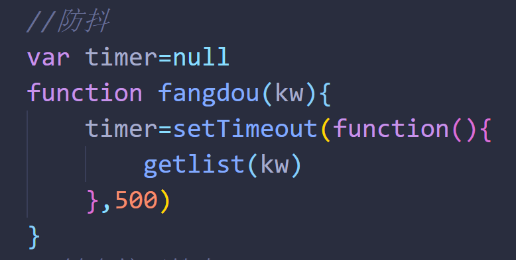 //防抖
var timer=null
function fangdou(kw){
timer=setTimeout(function(){
getlist(kw)
},500)
}